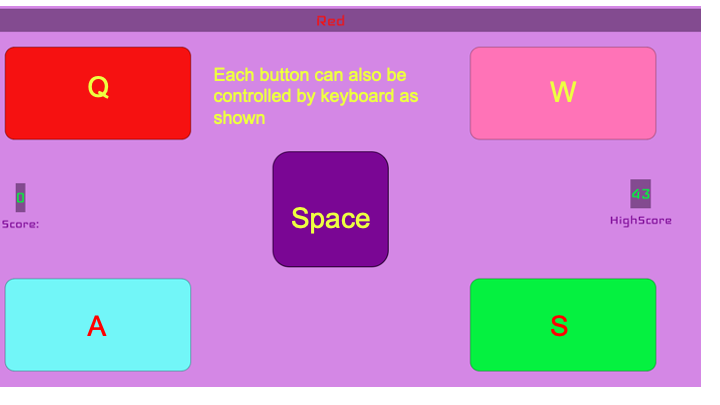 Red
Q
Each button can also be
controlled by keyboard as
shown
W
0
Score:
Space
43
HighScore
A
S